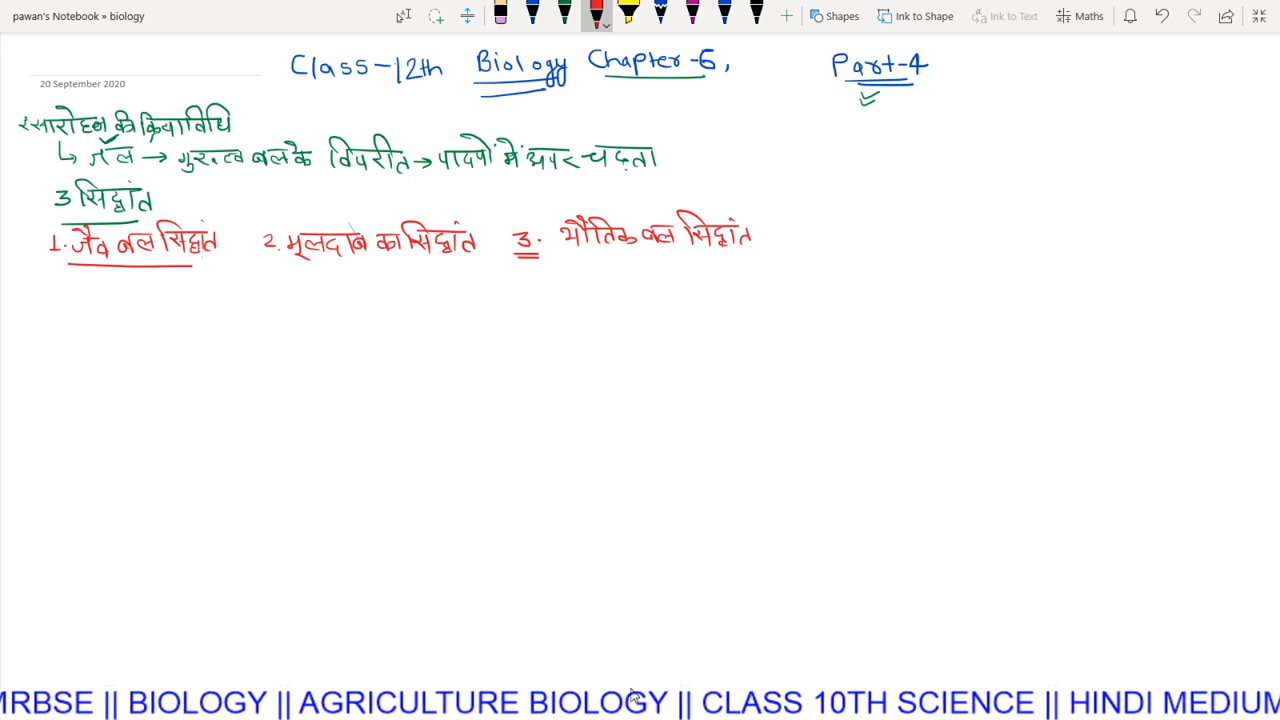 pawan's Notebook » biology
Shapes Ink to Shape Ink to Text Maths
Class-12th Biology Chapter-6, Part-4
20 September 2020
रसारोहन की क्रियाविधि
↳ जल → गुरुत्व बल के विपरीत → पादपों में ऊपर चढ़ता
3 सिद्धांत
1. जैव बल सिद्धांत 2. मूलदाब का सिद्धांत 3. भौतिक बल सिद्धांत
MRBSE || BIOLOGY || AGRICULTURE BIOLOGY || CLASS 10TH SCIENCE || HINDI MEDIUM